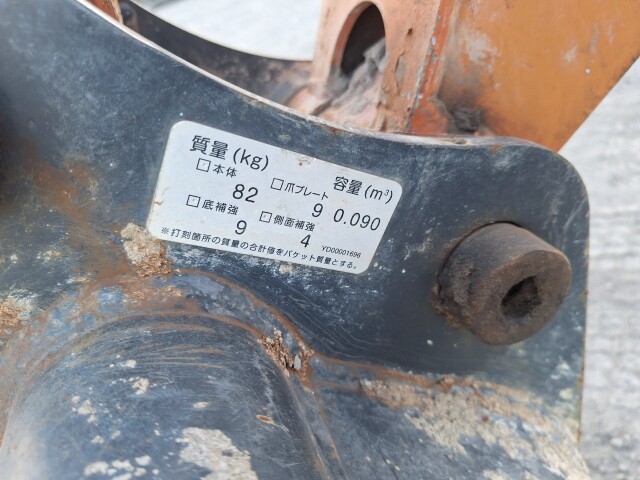 質量(kg) 容量(m³)
□本体 □爪プレート
82 9 0.090
□底補強 □側面補強
9 4
※打刻箇所の質量の合計値をバケット質量とする。
YD00001696